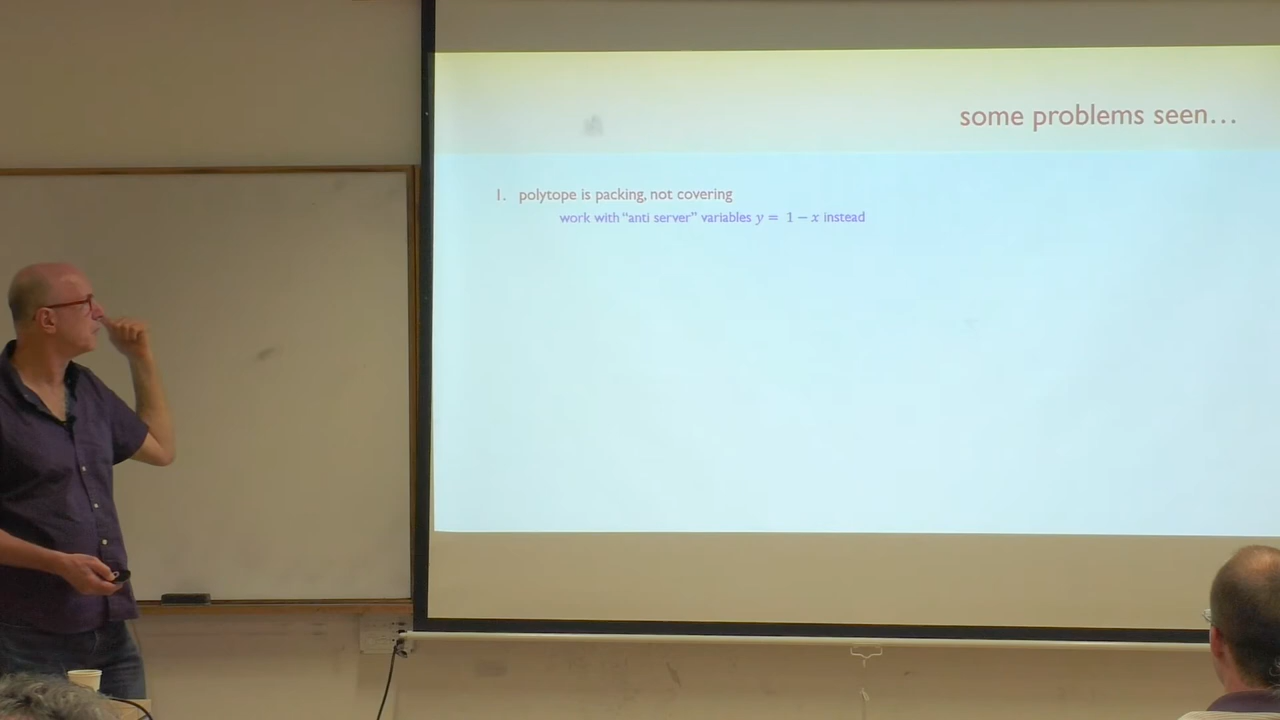 some problems seen…
1. polytope is packing, not covering
work with “anti server” variables y = 1 − x instead